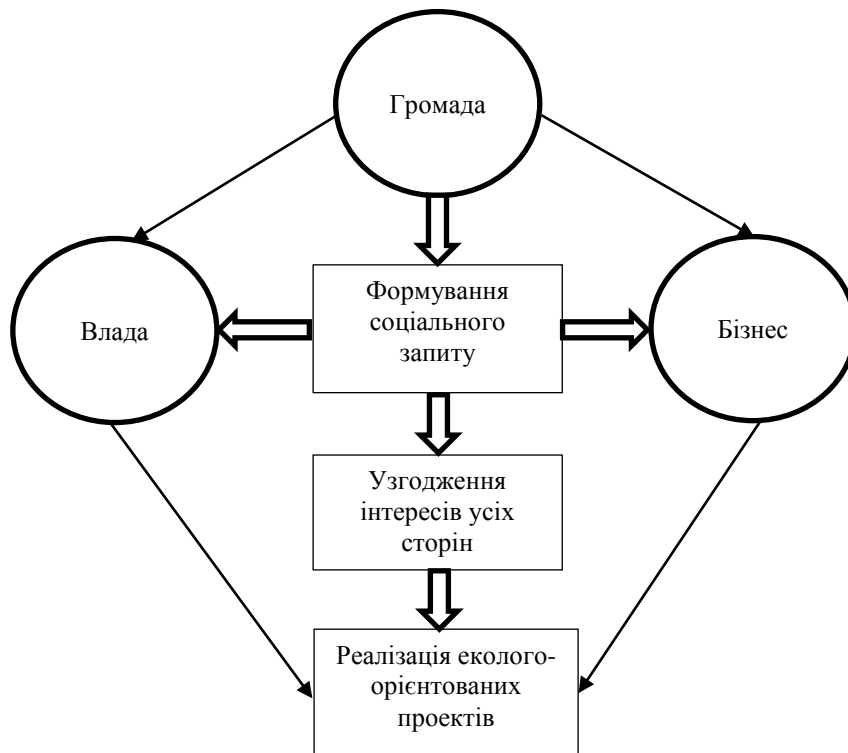 Громада
Формування
соціального
запиту
Влада
Бізнес
Узгодження
інтересів усіх
сторін
Реалізація еколого-
орієнтованих
проектів